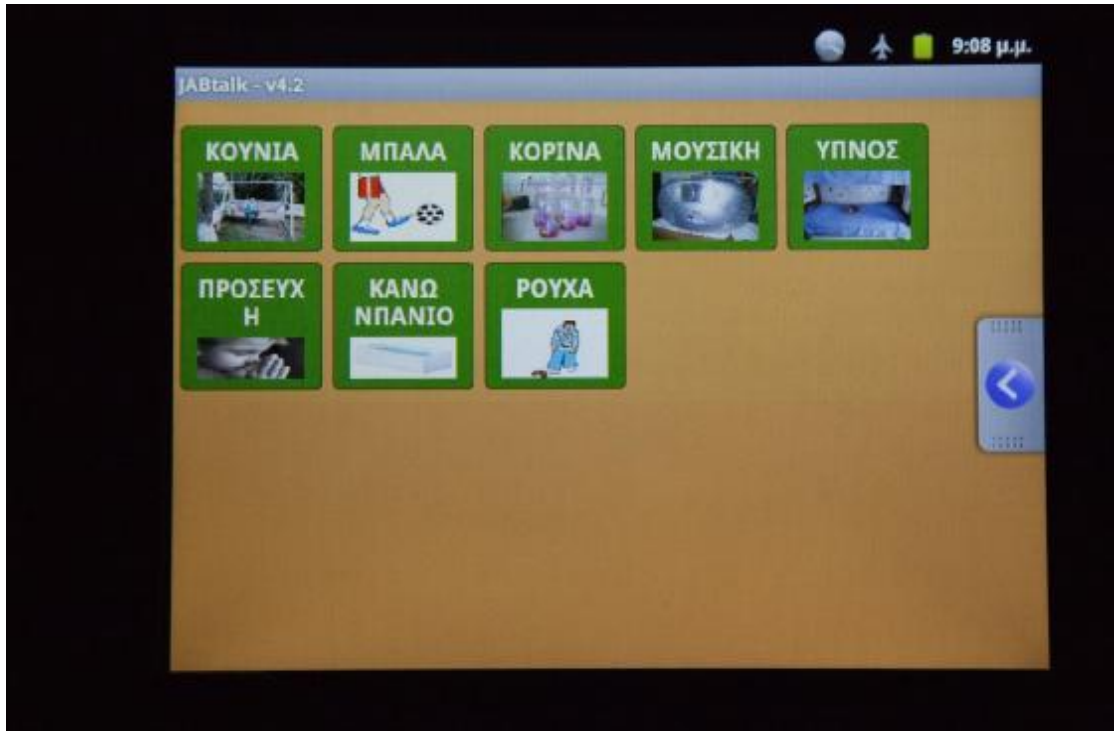 9:08 μ.μ.
JABtalk - v4.2
ΚΟΥΝΙΑ
ΜΠΑΛΑ
ΚΟΡΙΝΑ
ΜΟΥΣΙΚΗ
ΥΠΝΟΣ
ΠΡΟΣΕΥΧ
Η
ΚΑΝΩ
ΝΠΑΝΙΟ
ΡΟΥΧΑ